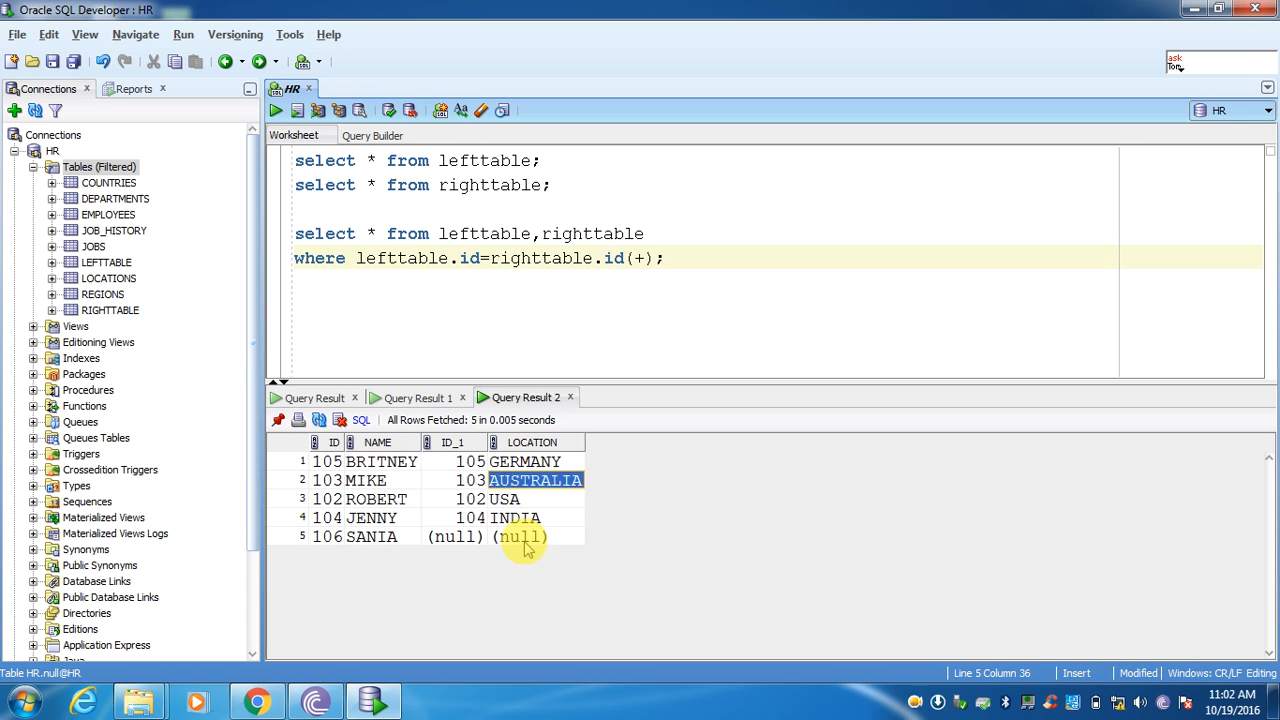 Oracle SQL Developer : HR
File Edit View Navigate Run Versioning Tools Help
ask
Tom
Connections Reports
HR
HR
Worksheet Query Builder
Connections
HR
Tables (Filtered)
COUNTRIES
DEPARTMENTS
EMPLOYEES
JOB_HISTORY
JOBS
LEFTTABLE
LOCATIONS
REGIONS
RIGHTTABLE
Views
Editioning Views
Indexes
Packages
Procedures
Functions
Queues
Queues Tables
Triggers
Crossedition Triggers
Types
Sequences
Materialized Views
Materialized Views Logs
Synonyms
Public Synonyms
Database Links
Public Database Links
Directories
Editions
Application Express
Java
select * from lefttable;
select * from righttable;
select * from lefttable,righttable
where lefttable.id=righttable.id(+);
Query Result Query Result 1 Query Result 2
SQL All Rows Fetched: 5 in 0.005 seconds
ID NAME ID_1 LOCATION
1 105 BRITNEY 105 GERMANY
2 103 MIKE 103 AUSTRALIA
3 102 ROBERT 102 USA
4 104 JENNY 104 INDIA
5 106 SANIA (null) (null)
Table HR.null@HR
Line 5 Column 36 Insert Modified Windows: CR/LF Editing
11:02 AM
10/19/2016